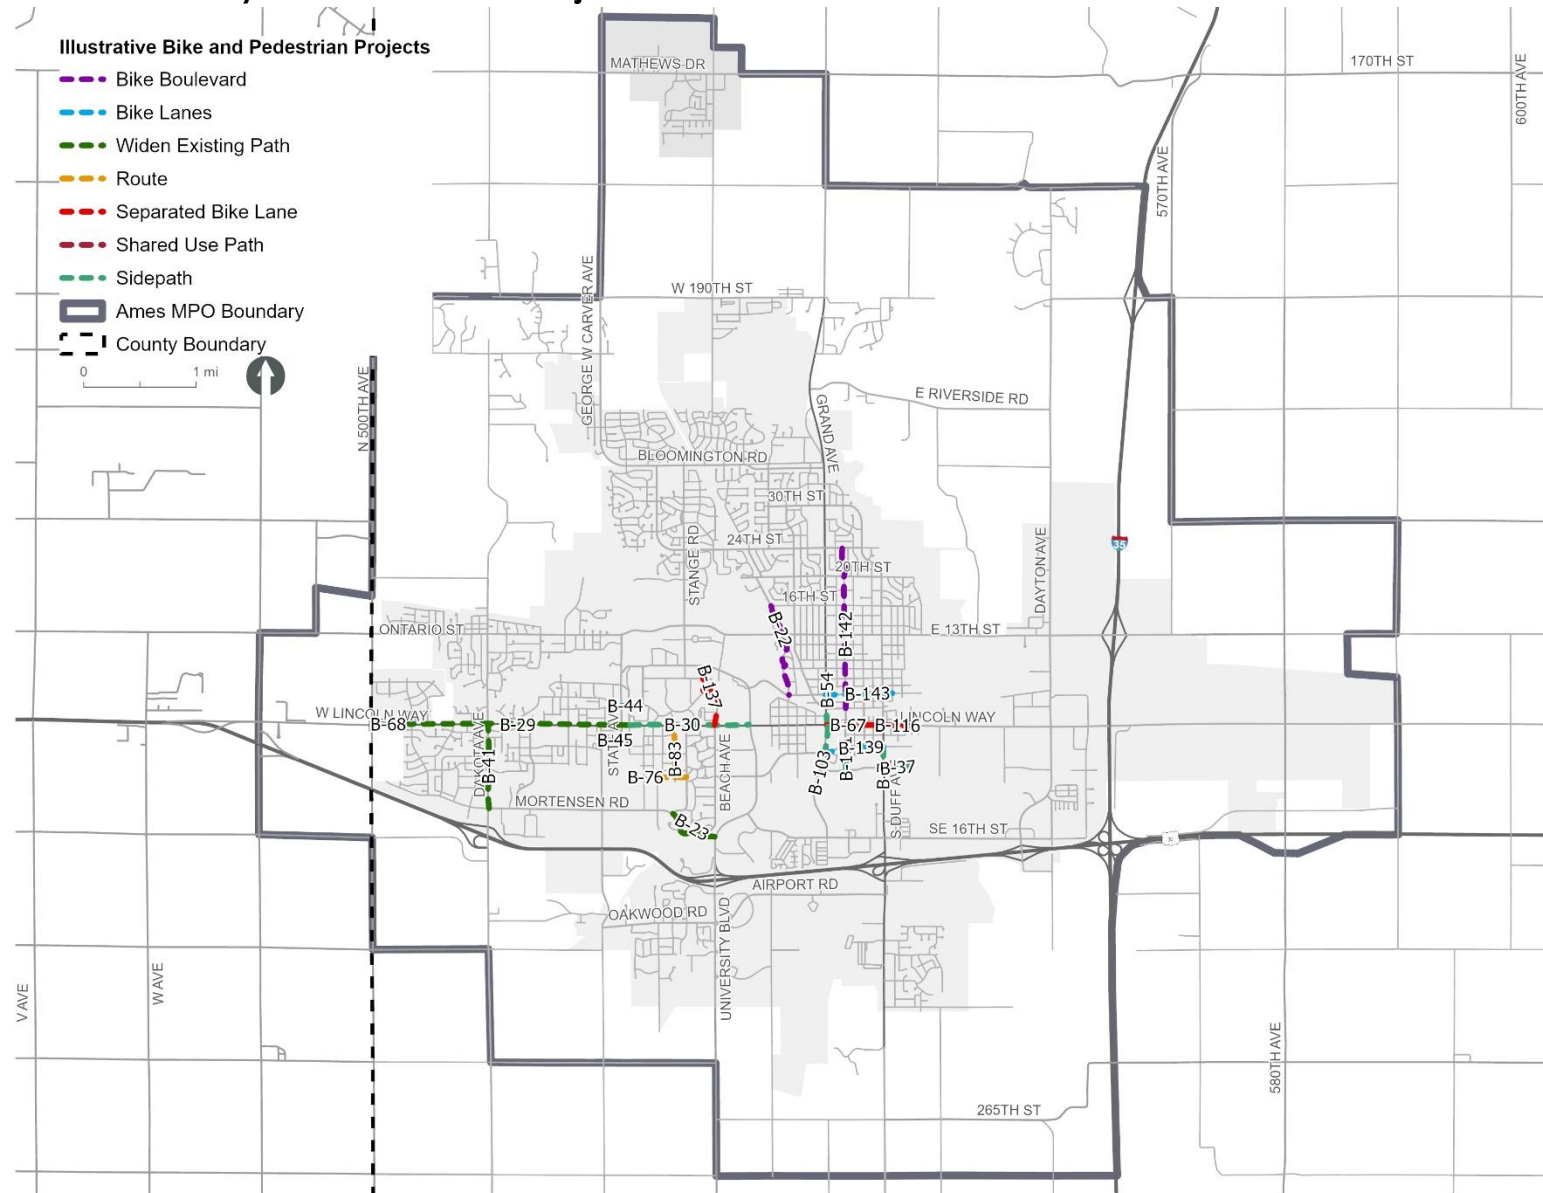 Illustrative Bike and Pedestrian Projects
Bike Boulevard
Bike Lanes
Widen Existing Path
Route
Separated Bike Lane
Shared Use Path
Sidepath
Ames MPO Boundary
County Boundary
0 1 mi
MATHEWS DR
170TH ST
600TH AVE
570TH AVE
GEORGE W CARVER AVE
W 190TH ST
N 500TH AVE
E RIVERSIDE RD
GRAND AVE
BLOOMINGTON RD
30TH ST
STANGE RD
24TH ST
DAYTON AVE
35
20TH ST
16TH ST
B-22
B-142
ONTARIO ST
E 13TH ST
B-137
B-54
B-143
W LINCOLN WAY
B-68
B-29
B-44
B-45
B-30
B-67
B-116
LINCOLN WAY
DAKOTA AVE
B-41
B-83
B-76
BEACH AVE
B-103
B-139
B-37
S DUFF AVE
MORTENSEN RD
B-23
SE 16TH ST
AIRPORT RD
OAKWOOD RD
UNIVERSITY BLVD
V AVE
W AVE
580TH AVE
265TH ST